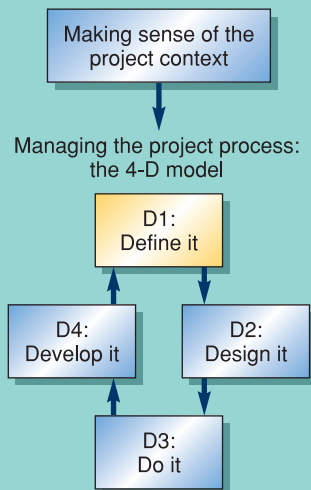 Making sense of the
project context
Managing the project process:
the 4-D model
D1:
Define it
D4:
Develop it
D2:
Design it
D3:
Do it